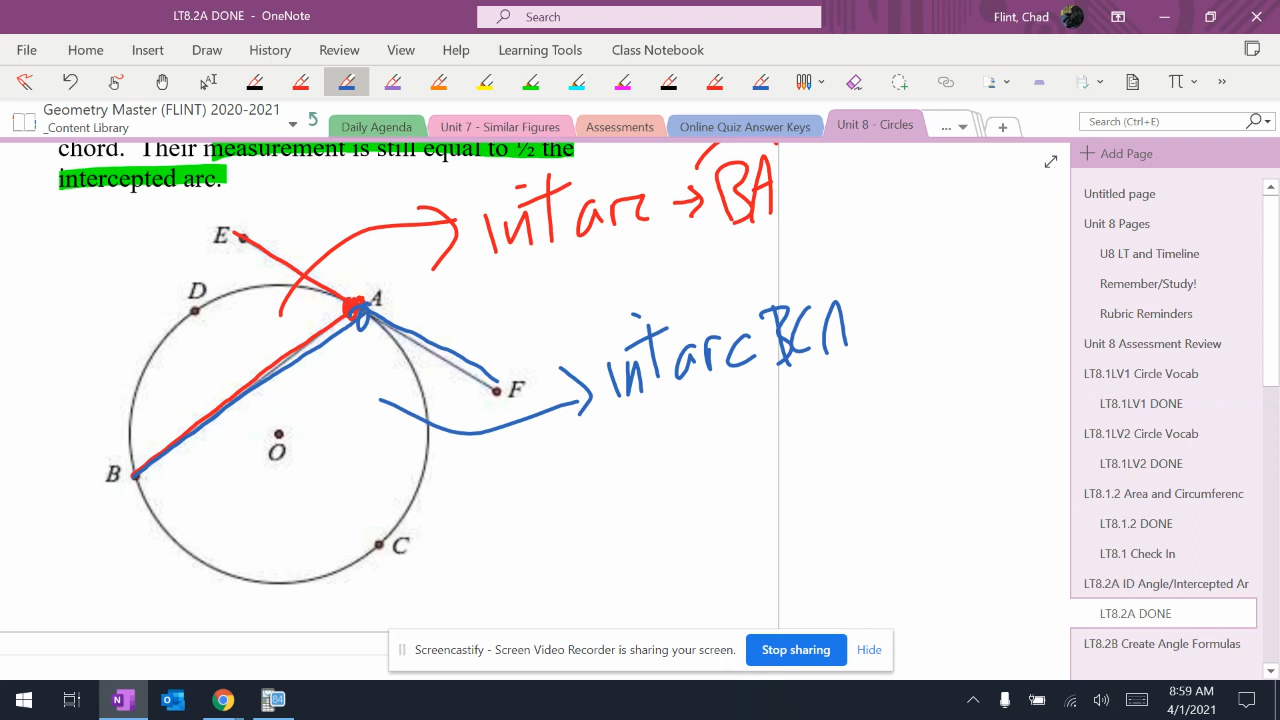 LT8.2A DONE - OneNote
Search
Flint, Chad
File Home Insert Draw History Review View Help Learning Tools Class Notebook
Geometry Master (FLINT) 2020-2021
_Content Library
Daily Agenda
Unit 7 - Similar Figures
Assessments
Online Quiz Answer Keys
Unit 8 - Circles
...
Search (Ctrl+E)
chord. Their measurement is still equal to ½ the
intercepted arc.
int arc → BA
E
D
A
int arc BCA
F
O
B
C
Add Page
Untitled page
Unit 8 Pages
U8 LT and Timeline
Remember/Study!
Rubric Reminders
Unit 8 Assessment Review
LT8.1LV1 Circle Vocab
LT8.1LV1 DONE
LT8.1LV2 Circle Vocab
LT8.1LV2 DONE
LT8.1.2 Area and Circumferenc
LT8.1.2 DONE
LT8.1 Check In
LT8.2A ID Angle/Intercepted Ar
LT8.2A DONE
LT8.2B Create Angle Formulas
Screencastify - Screen Video Recorder is sharing your screen.
Stop sharing
Hide
8:59 AM
4/1/2021